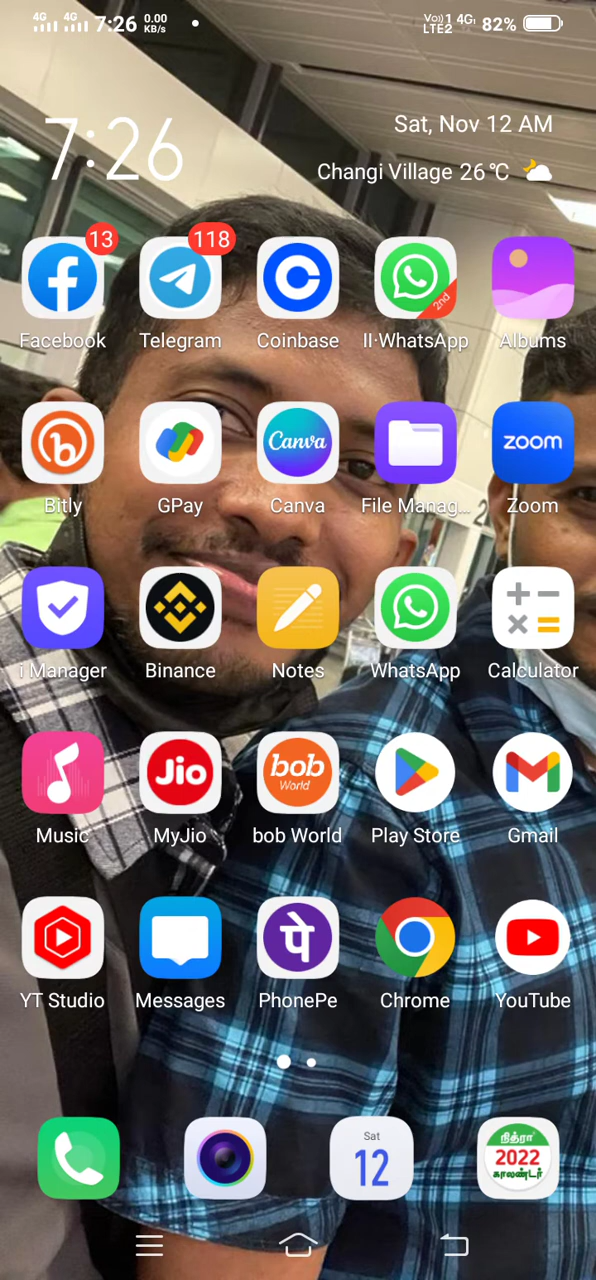 4G 4G 7:26 0.00 KB/s Vo)) 1 4G LTE2 82%
7:26
Sat, Nov 12 AM
Changi Village 26℃
13 118
2nd
Facebook Telegram Coinbase II·WhatsApp Albums
Canva zoom
Bitly GPay Canva File Manag... Zoom
i Manager Binance Notes WhatsApp Calculator
Jio bob World
Music MyJio bob World Play Store Gmail
पे
YT Studio Messages PhonePe Chrome YouTube
Sat
12
நித்ரா
2022
காலண்டர்